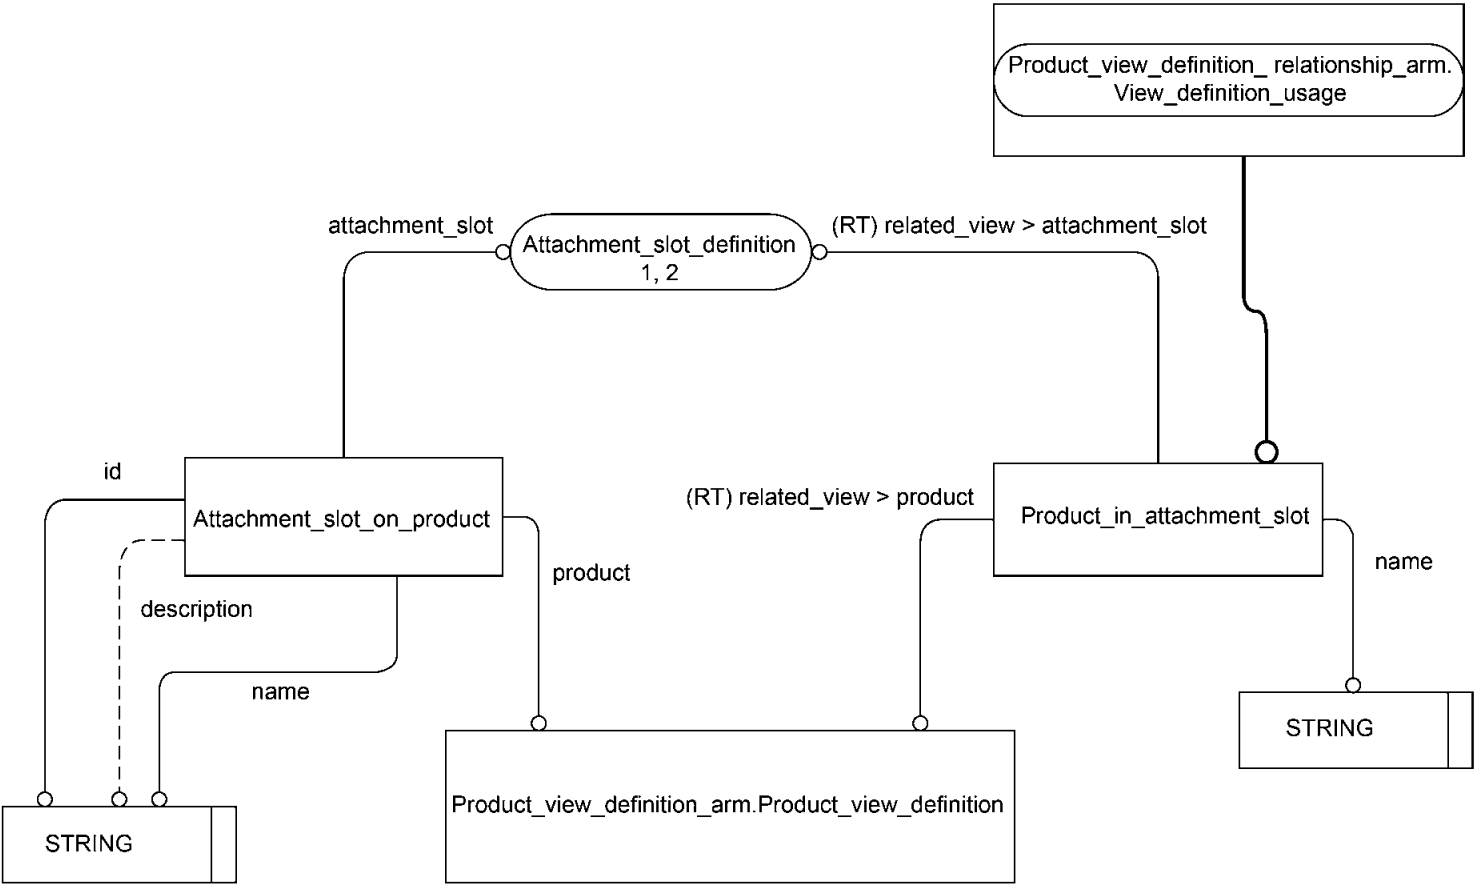 Product_view_definition_ relationship_arm.
View_definition_usage
attachment_slot
(RT) related_view > attachment_slot
Attachment_slot_definition
1, 2
id
Attachment_slot_on_product
(RT) related_view > product
Product_in_attachment_slot
product
name
description
name
STRING
Product_view_definition_arm.Product_view_definition
STRING